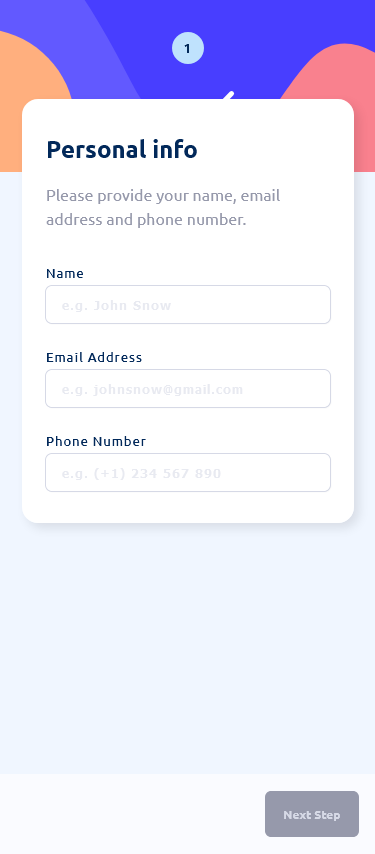 1
Personal info
Please provide your name, email
address and phone number.
Name
e.g. John Snow
Email Address
e.g. johnsnow@gmail.com
Phone Number
e.g. (+1) 234 567 890
Next Step